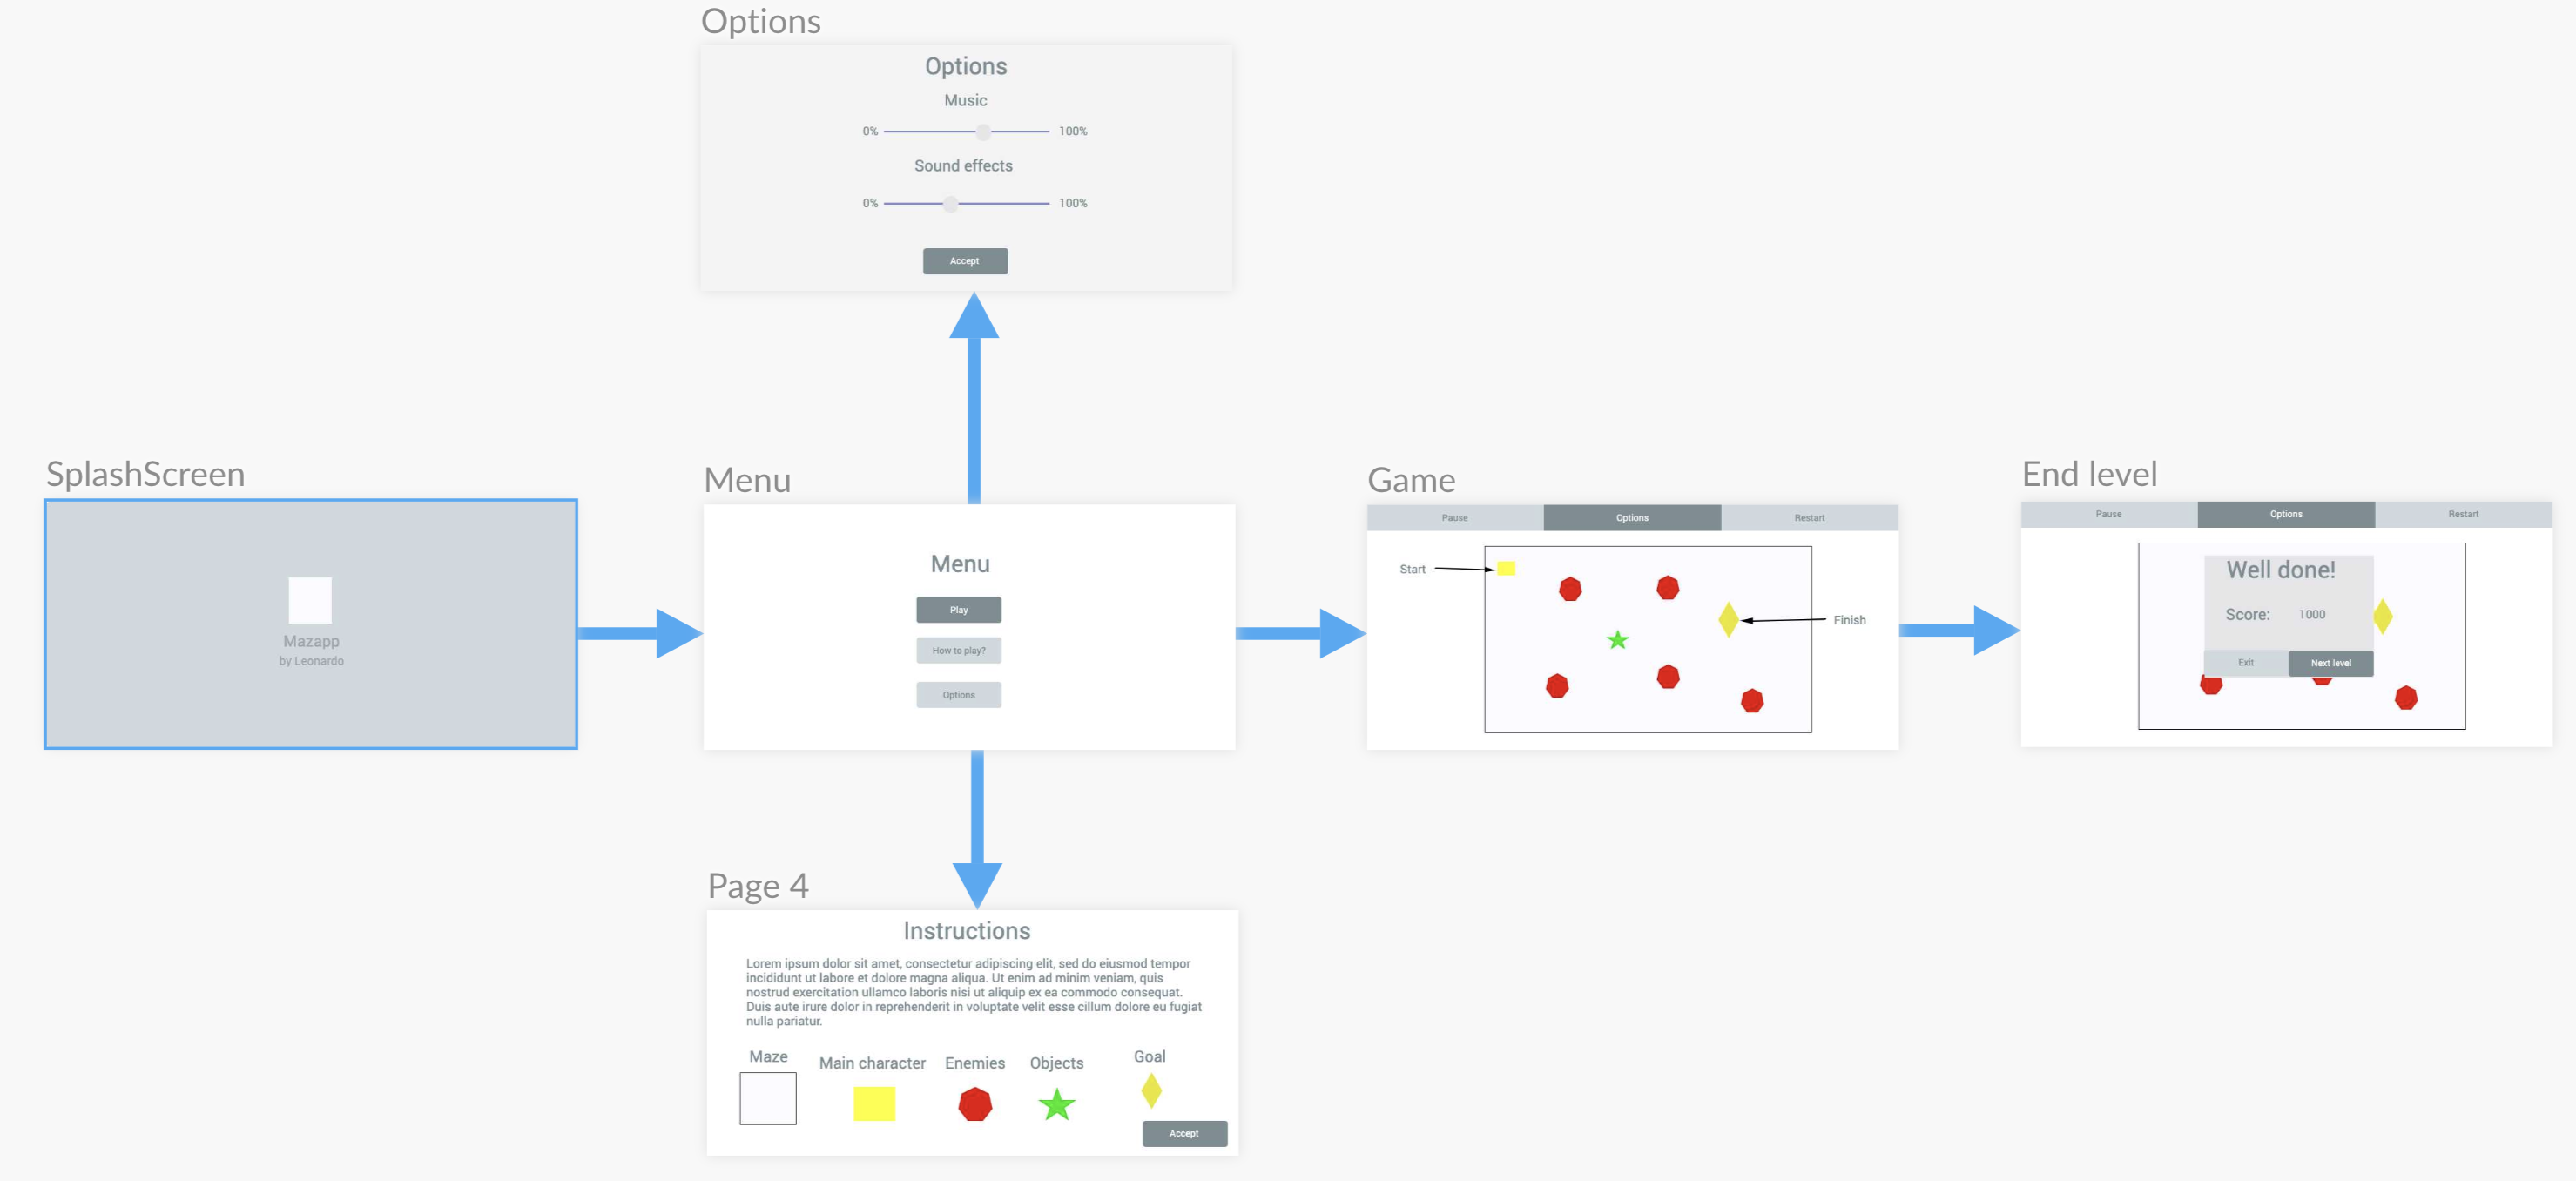 Options
Options
Music
0% 100%
Sound effects
0% 100%
Accept
SplashScreen
Mazapp
by Leonardo
Menu
Menu
Play
How to play?
Options
Game
Pause Options Restart
Start
Finish
End level
Pause Options Restart
Well done!
Score: 1000
Exit Next level
Page 4
Instructions
Lorem ipsum dolor sit amet, consectetur adipiscing elit, sed do eiusmod tempor
incididunt ut labore et dolore magna aliqua. Ut enim ad minim veniam, quis
nostrud exercitation ullamco laboris nisi ut aliquip ex ea commodo consequat.
Duis aute irure dolor in reprehenderit in voluptate velit esse cillum dolore eu fugiat
nulla pariatur.
Maze Main character Enemies Objects Goal
Accept